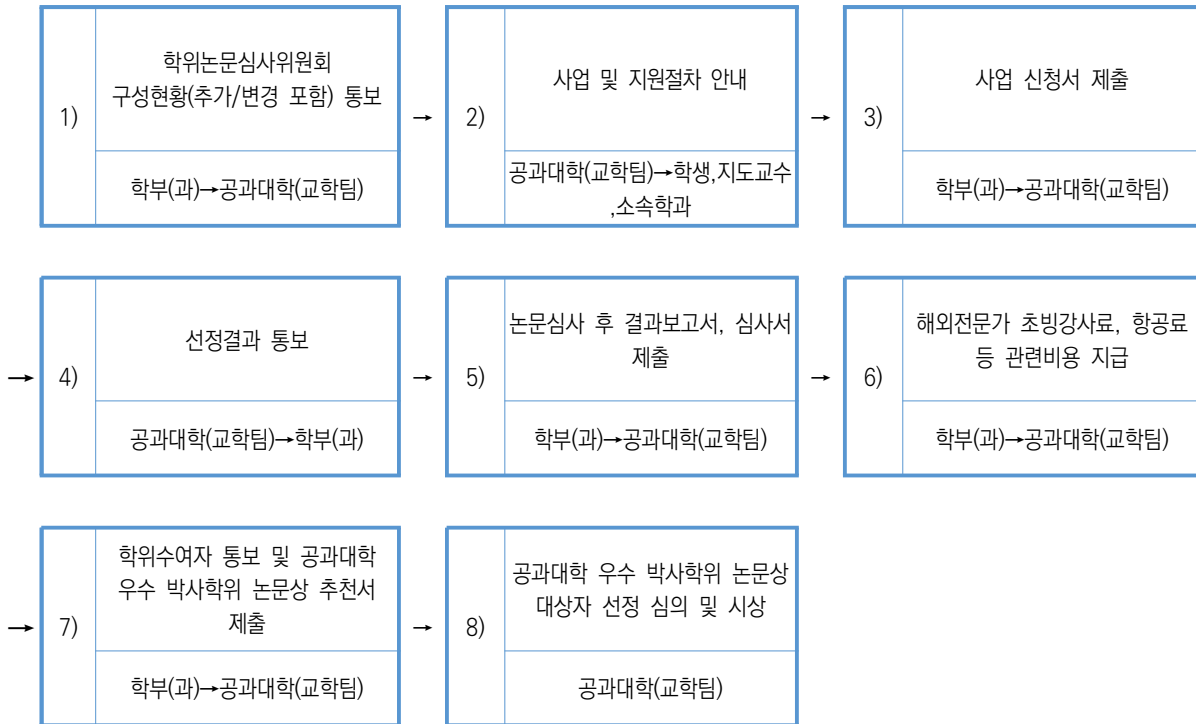 1)
학위논문심사위원회
구성현황(추가/변경 포함) 통보
학부(과)→공과대학(교학팀)
→
2)
사업 및 지원절차 안내
공과대학(교학팀)→학생,지도교수
,소속학과
→
3)
사업 신청서 제출
학부(과)→공과대학(교학팀)
→
4)
선정결과 통보
공과대학(교학팀)→학부(과)
→
5)
논문심사 후 결과보고서, 심사서
제출
학부(과)→공과대학(교학팀)
→
6)
해외전문가 초빙강사료, 항공료
등 관련비용 지급
학부(과)→공과대학(교학팀)
→
7)
학위수여자 통보 및 공과대학
우수 박사학위 논문상 추천서
제출
학부(과)→공과대학(교학팀)
→
8)
공과대학 우수 박사학위 논문상
대상자 선정 심의 및 시상
공과대학(교학팀)